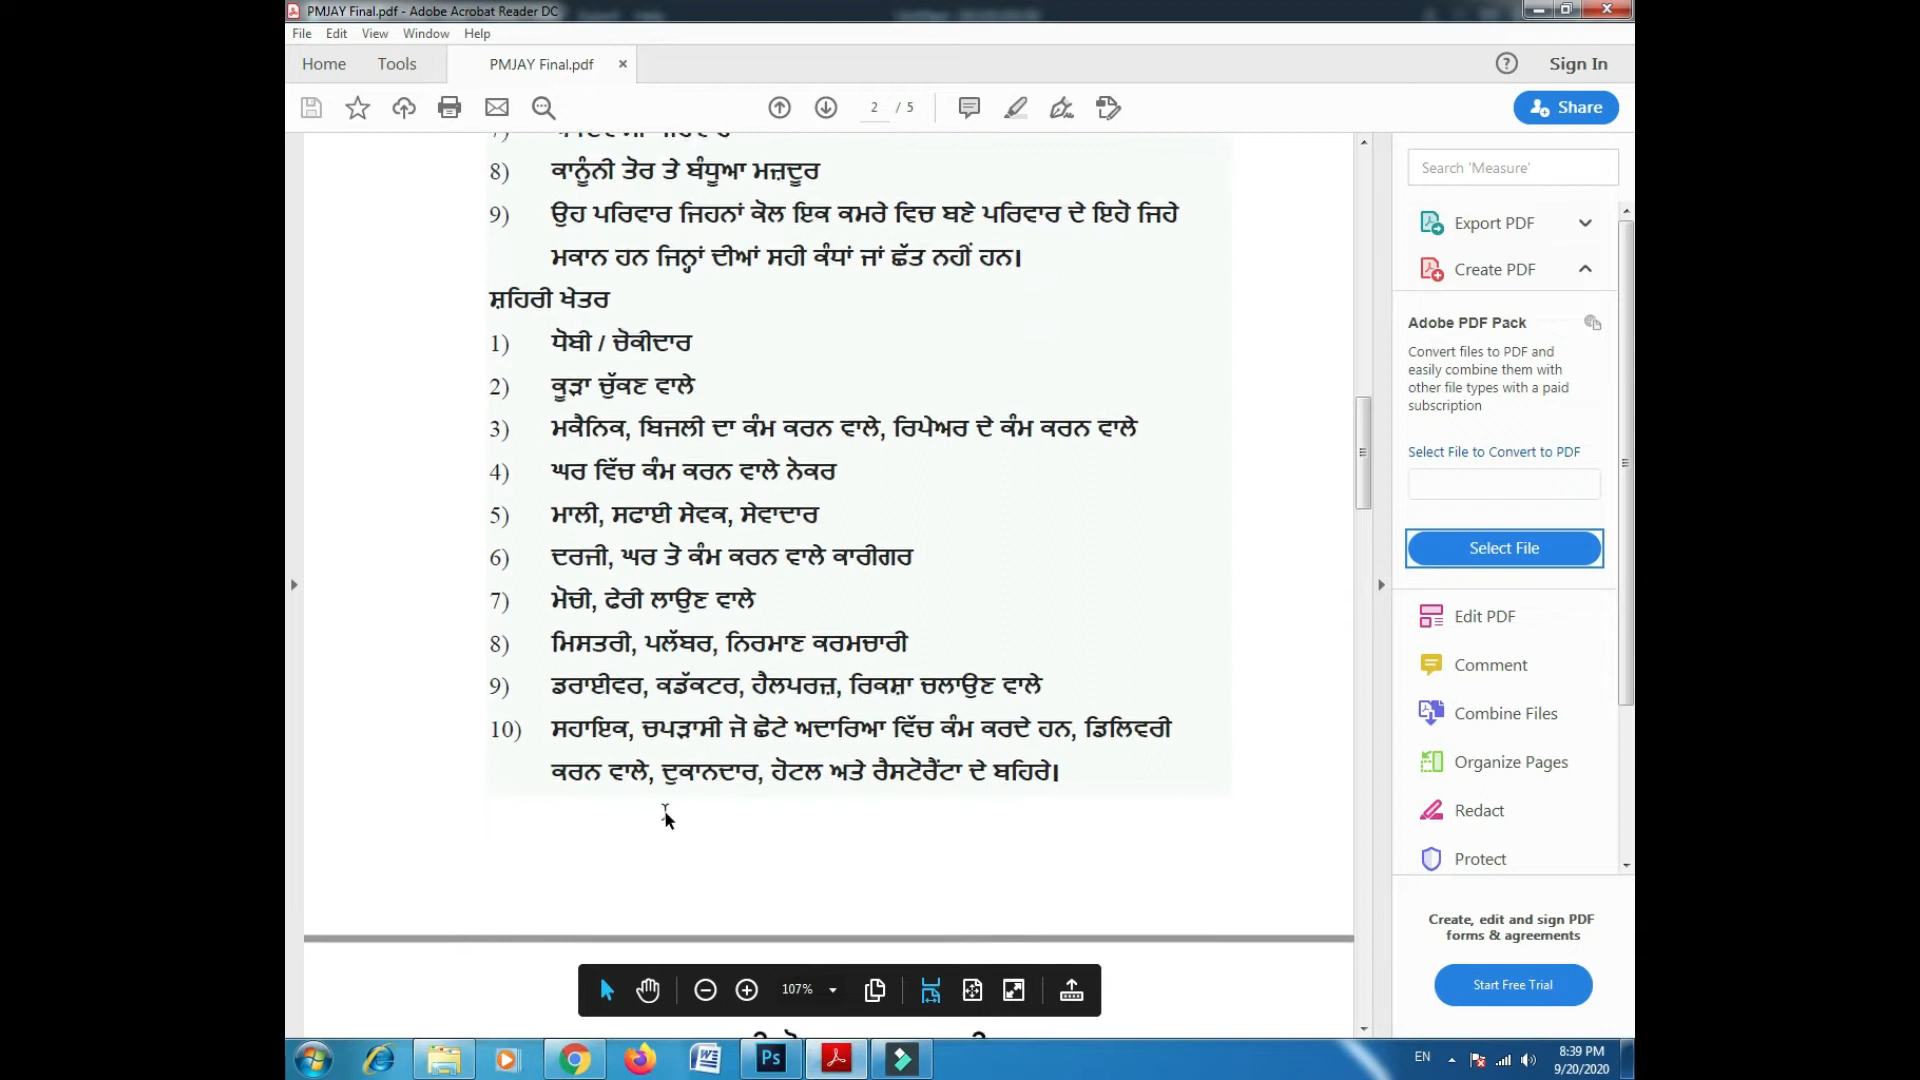 PMJAY Final.pdf - Adobe Acrobat Reader DC
File Edit View Window Help
Home Tools PMJAY Final.pdf × Sign In
2 / 5 Share
8) ਕਾਨੂੰਨੀ ਤੋਰ ਤੇ ਬੰਧੂਆ ਮਜ਼ਦੂਰ
9) ਉਹ ਪਰਿਵਾਰ ਜਿਹਨਾਂ ਕੋਲ ਇਕ ਕਮਰੇ ਵਿਚ ਬਣੇ ਪਰਿਵਾਰ ਦੇ ਇਹੋ ਜਿਹੇ
ਮਕਾਨ ਹਨ ਜਿਨ੍ਹਾਂ ਦੀਆਂ ਸਹੀ ਕੰਧਾਂ ਜਾਂ ਛੱਤ ਨਹੀਂ ਹਨ।
ਸ਼ਹਿਰੀ ਖੇਤਰ
1) ਧੋਬੀ / ਚੋਕੀਦਾਰ
2) ਕੂੜਾ ਚੁੱਕਣ ਵਾਲੇ
3) ਮਕੈਨਿਕ, ਬਿਜਲੀ ਦਾ ਕੰਮ ਕਰਨ ਵਾਲੇ, ਰਿਪੇਅਰ ਦੇ ਕੰਮ ਕਰਨ ਵਾਲੇ
4) ਘਰ ਵਿੱਚ ਕੰਮ ਕਰਨ ਵਾਲੇ ਨੋਕਰ
5) ਮਾਲੀ, ਸਫਾਈ ਸੇਵਕ, ਸੇਵਾਦਾਰ
6) ਦਰਜੀ, ਘਰ ਤੋ ਕੰਮ ਕਰਨ ਵਾਲੇ ਕਾਰੀਗਰ
7) ਮੋਚੀ, ਫੇਰੀ ਲਾਉਣ ਵਾਲੇ
8) ਮਿਸਤਰੀ, ਪਲੱਬਰ, ਨਿਰਮਾਣ ਕਰਮਚਾਰੀ
9) ਡਰਾਈਵਰ, ਕਡੱਕਟਰ, ਹੈਲਪਰਜ਼, ਰਿਕਸ਼ਾ ਚਲਾਉਣ ਵਾਲੇ
10) ਸਹਾਇਕ, ਚਪੜਾਸੀ ਜੋ ਛੋਟੇ ਅਦਾਰਿਆ ਵਿੱਚ ਕੰਮ ਕਰਦੇ ਹਨ, ਡਿਲਿਵਰੀ
ਕਰਨ ਵਾਲੇ, ਦੁਕਾਨਦਾਰ, ਹੋਟਲ ਅਤੇ ਰੈਸਟੋਰੈਂਟਾ ਦੇ ਬਹਿਰੇ।
107%
Search 'Measure'
Export PDF
Create PDF
Adobe PDF Pack
Convert files to PDF and
easily combine them with
other file types with a paid
subscription
Select File to Convert to PDF
Select File
Edit PDF
Comment
Combine Files
Organize Pages
Redact
Protect
Create, edit and sign PDF
forms & agreements
Start Free Trial
Ps
EN
8:39 PM
9/20/2020